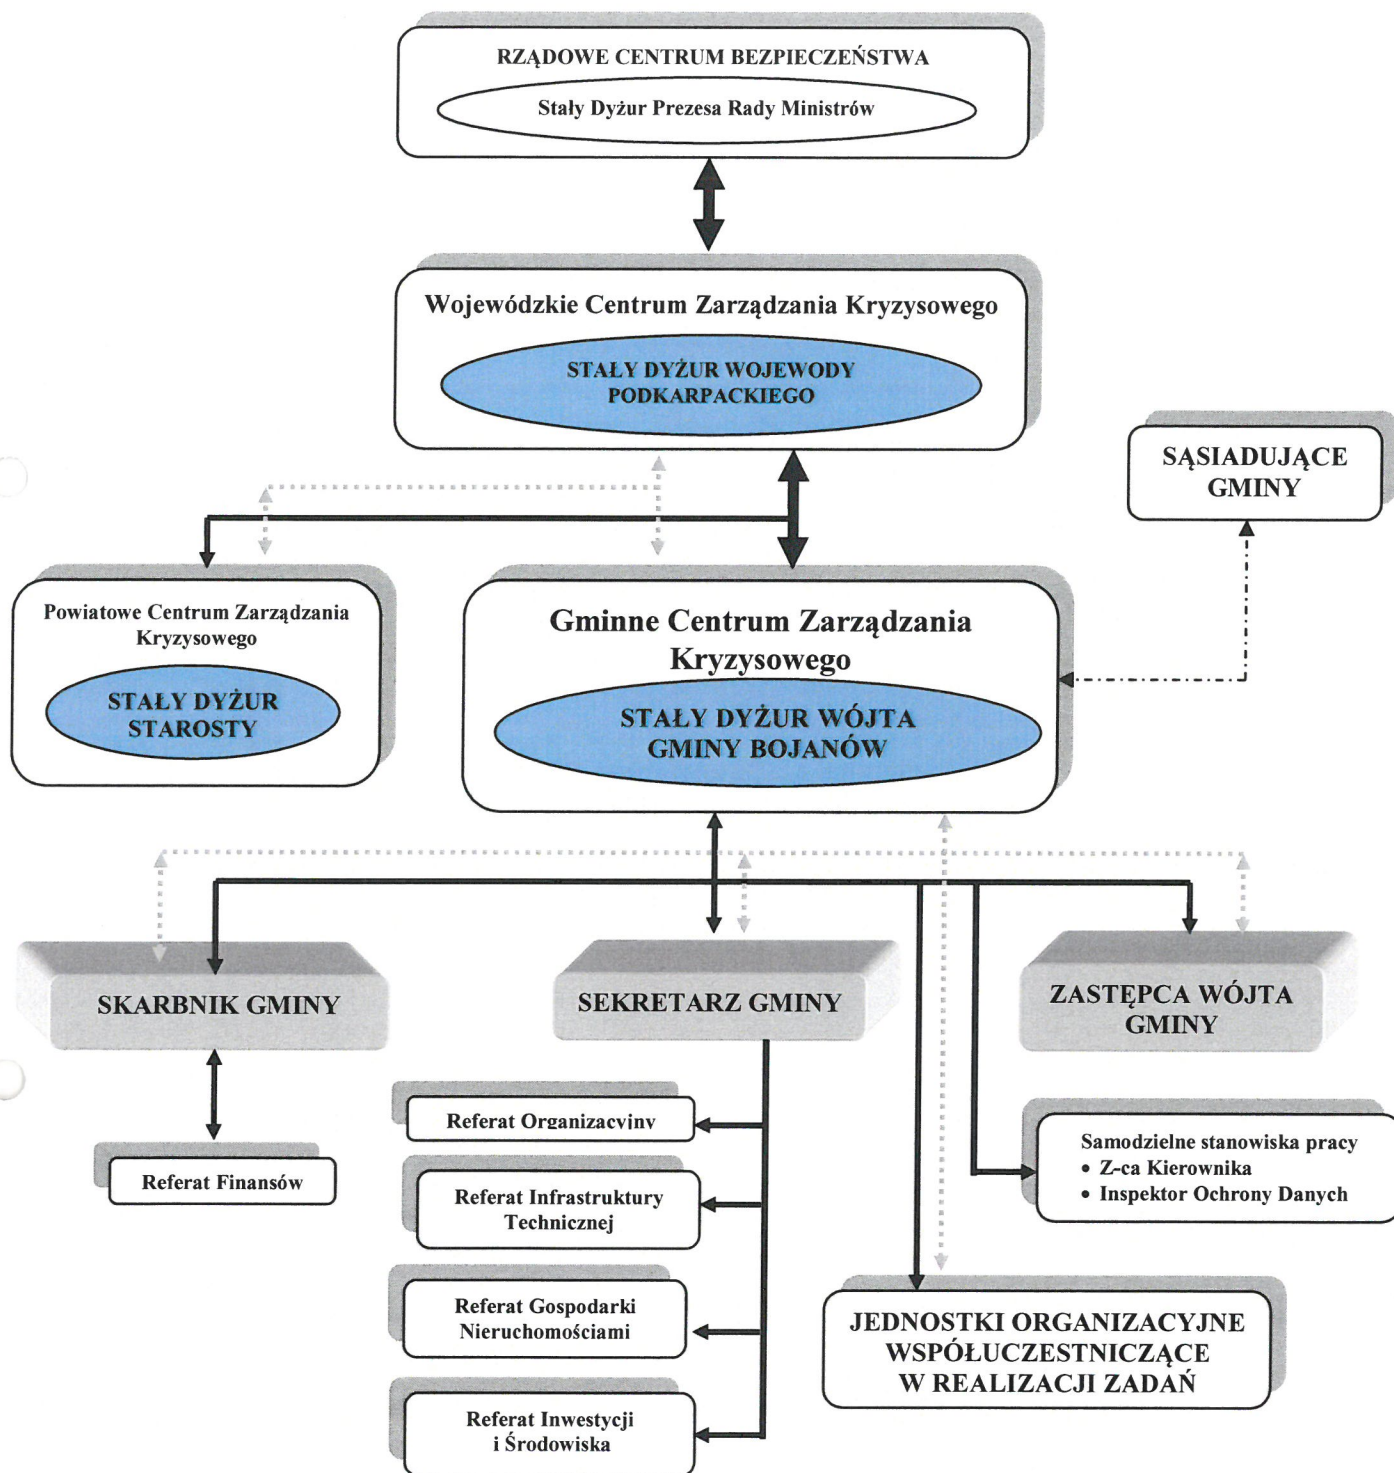 RZĄDOWE CENTRUM BEZPIECZEŃSTWA
Stały Dyżur Prezesa Rady Ministrów
Wojewódzkie Centrum Zarządzania Kryzysowego
STAŁY DYŻUR WOJEWODY
PODKARPACKIEGO
SĄSIADUJĄCE
GMINY
Powiatowe Centrum Zarządzania
Kryzysowego
STAŁY DYŻUR
STAROSTY
Gminne Centrum Zarządzania
Kryzysowego
STAŁY DYŻUR WÓJTA
GMINY BOJANÓW
SKARBNIK GMINY
SEKRETARZ GMINY
ZASTĘPCA WÓJTA
GMINY
Referat Finansów
Referat Organizacyjny
Referat Infrastruktury
Technicznej
Referat Gospodarki
Nieruchomościami
Referat Inwestycji
i Środowiska
Samodzielne stanowiska pracy
• Z-ca Kierownika
• Inspektor Ochrony Danych
JEDNOSTKI ORGANIZACYJNE
WSPÓŁUCZESTNICZĄCE
W REALIZACJI ZADAŃ